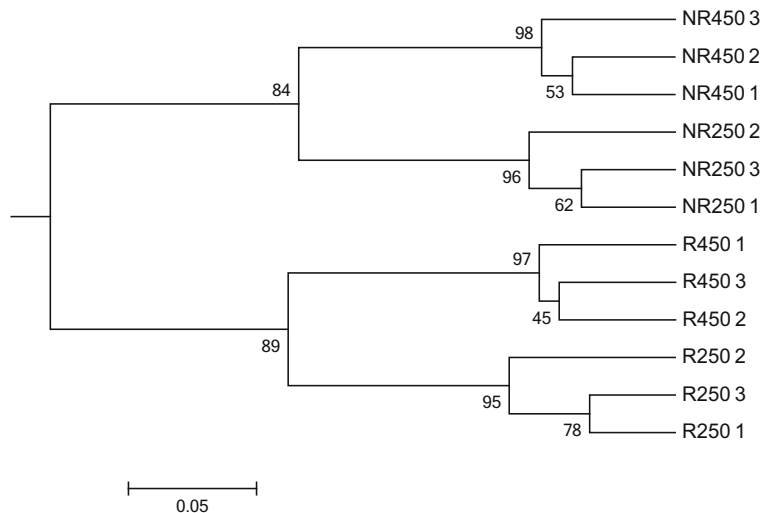 NR450 3
98
NR450 2
84
53
NR450 1
NR250 2
NR250 3
96
62
NR250 1
R450 1
97
R450 3
45
R450 2
89
R250 2
95
R250 3
78
R250 1
0.05